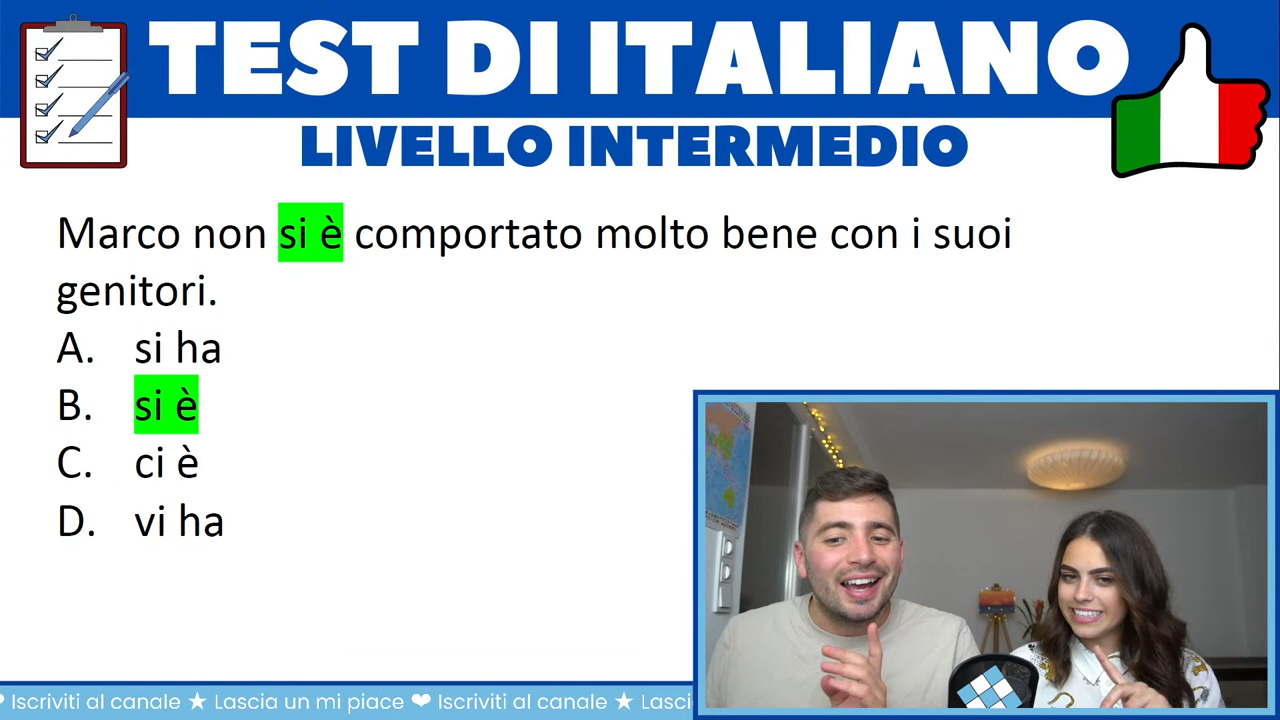 TEST DI ITALIANO
LIVELLO INTERMEDIO
Marco non si è comportato molto bene con i suoi
genitori.
A. si ha
B. si è
C. ci è
D. vi ha
❤ Iscriviti al canale ★ Lascia un mi piace ❤ Iscriviti al canale ★ Lasci